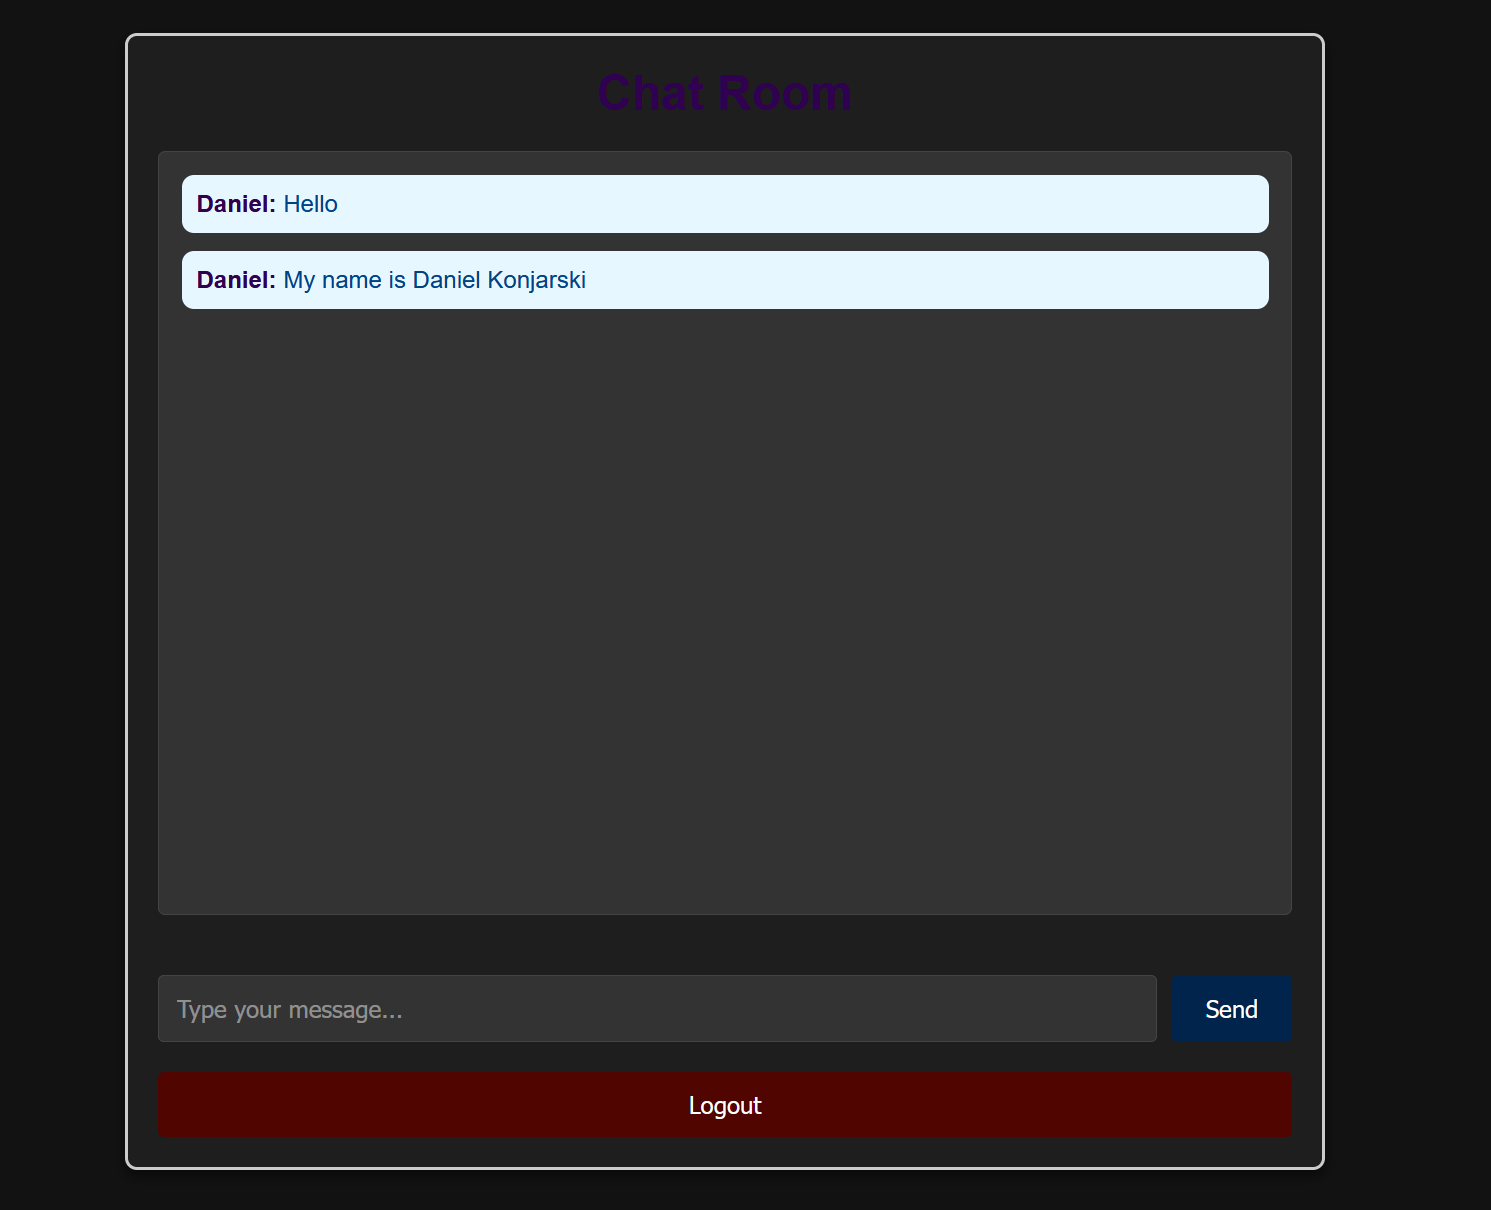 Chat Room
Daniel: Hello
Daniel: My name is Daniel Konjarski
Type your message...
Send
Logout